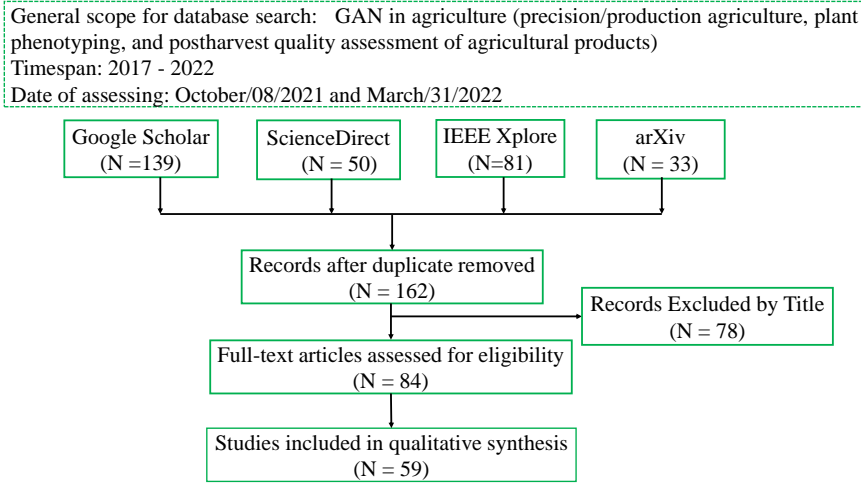 General scope for database search: GAN in agriculture (precision/production agriculture, plant
phenotyping, and postharvest quality assessment of agricultural products)
Timespan: 2017 - 2022
Date of assessing: October/08/2021 and March/31/2022
Google Scholar
(N =139)
ScienceDirect
(N = 50)
IEEE Xplore
(N=81)
arXiv
(N = 33)
Records after duplicate removed
(N = 162)
Records Excluded by Title
(N = 78)
Full-text articles assessed for eligibility
(N = 84)
Studies included in qualitative synthesis
(N = 59)